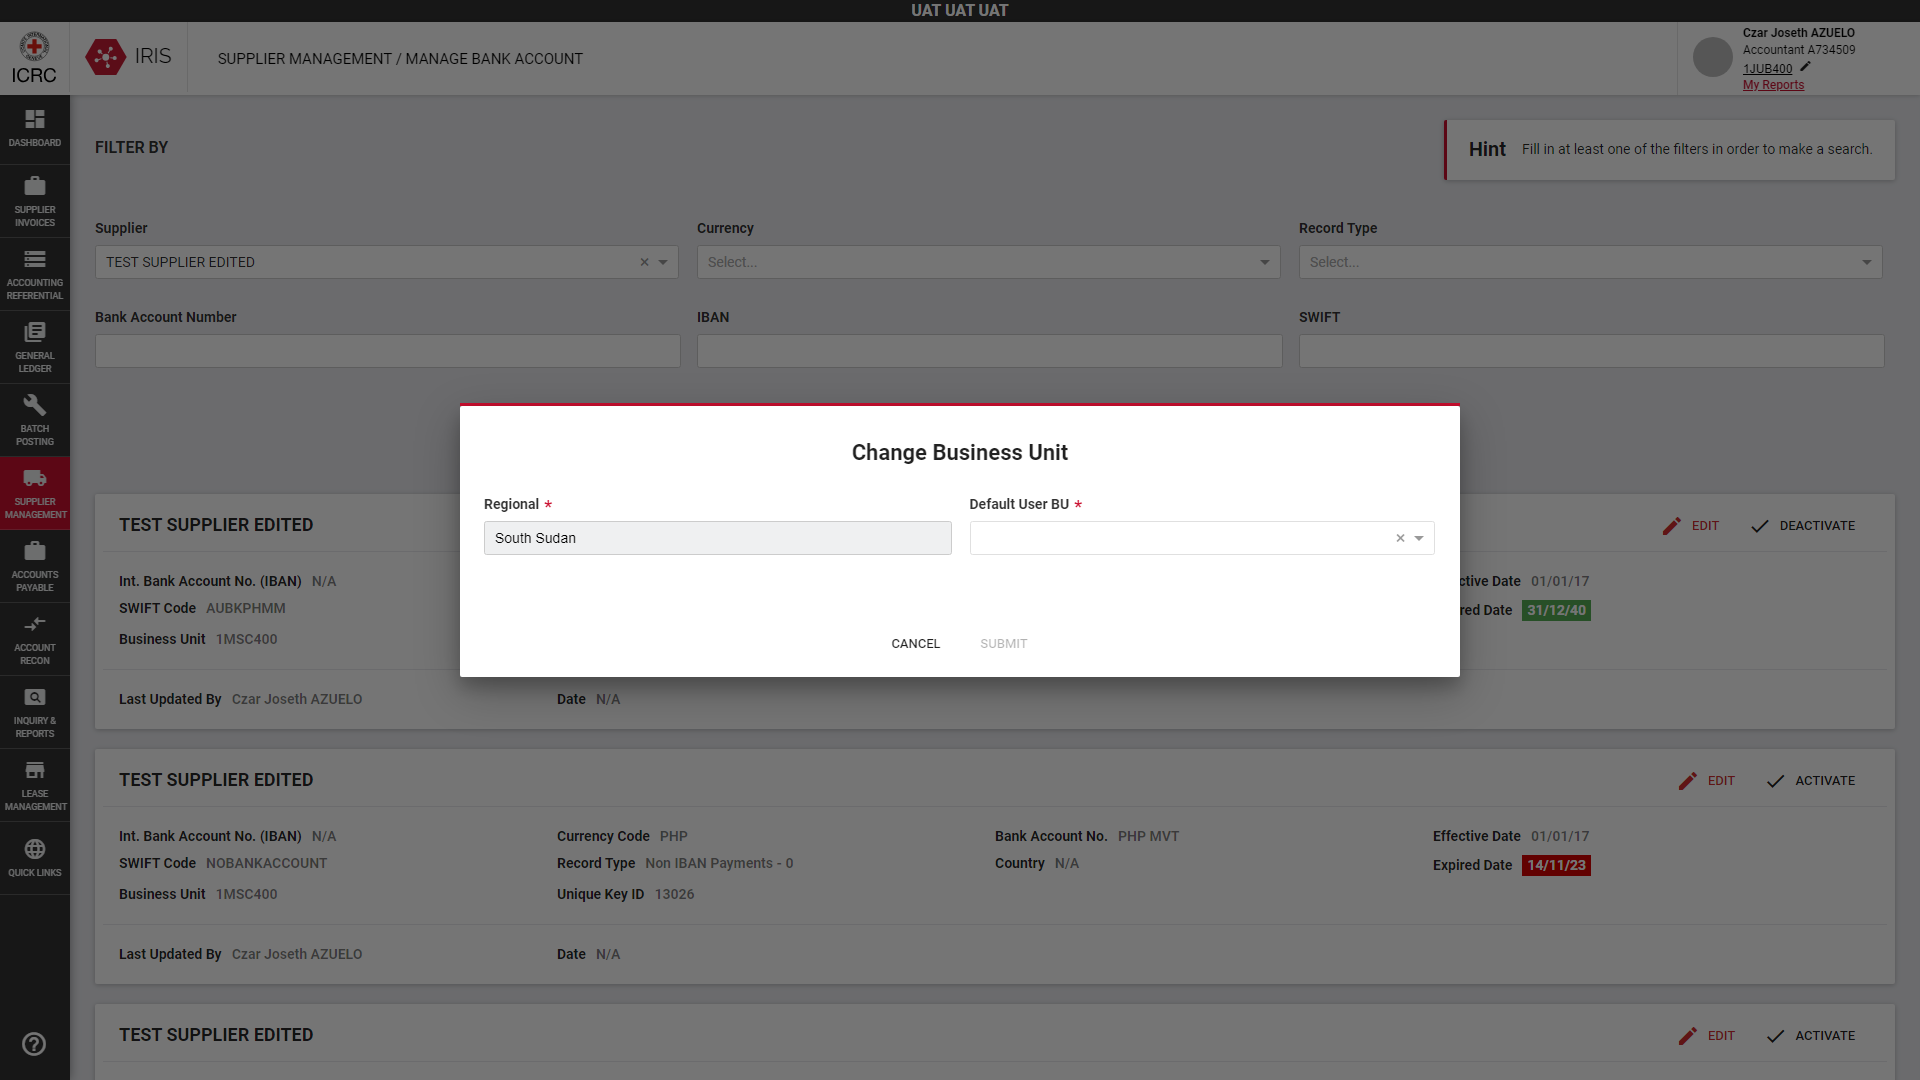 UAT UAT UAT
ICRC
IRIS
SUPPLIER MANAGEMENT / MANAGE BANK ACCOUNT
Czar Joseth AZUELO
Accountant A734509
1JUB400
My Reports
DASHBOARD
SUPPLIER
INVOICES
ACCOUNTING
REFERENTIAL
GENERAL
LEDGER
BATCH
POSTING
SUPPLIER
MANAGEMENT
ACCOUNTS
PAYABLE
ACCOUNT
RECON
INQUIRY &
REPORTS
LEASE
MANAGEMENT
QUICK LINKS
FILTER BY
Hint Fill in at least one of the filters in order to make a search.
Supplier Currency Record Type
TEST SUPPLIER EDITED Select... Select...
Bank Account Number IBAN SWIFT
Change Business Unit
Regional * Default User BU *
South Sudan
CANCEL SUBMIT
TEST SUPPLIER EDITED EDIT DEACTIVATE
Int. Bank Account No. (IBAN) N/A ctive Date 01/01/17
SWIFT Code AUBKPHMM red Date 31/12/40
Business Unit 1MSC400
Last Updated By Czar Joseth AZUELO Date N/A
TEST SUPPLIER EDITED EDIT ACTIVATE
Int. Bank Account No. (IBAN) N/A Currency Code PHP Bank Account No. PHP MVT Effective Date 01/01/17
SWIFT Code NOBANKACCOUNT Record Type Non IBAN Payments - 0 Country N/A Expired Date 14/11/23
Business Unit 1MSC400 Unique Key ID 13026
Last Updated By Czar Joseth AZUELO Date N/A
TEST SUPPLIER EDITED EDIT ACTIVATE